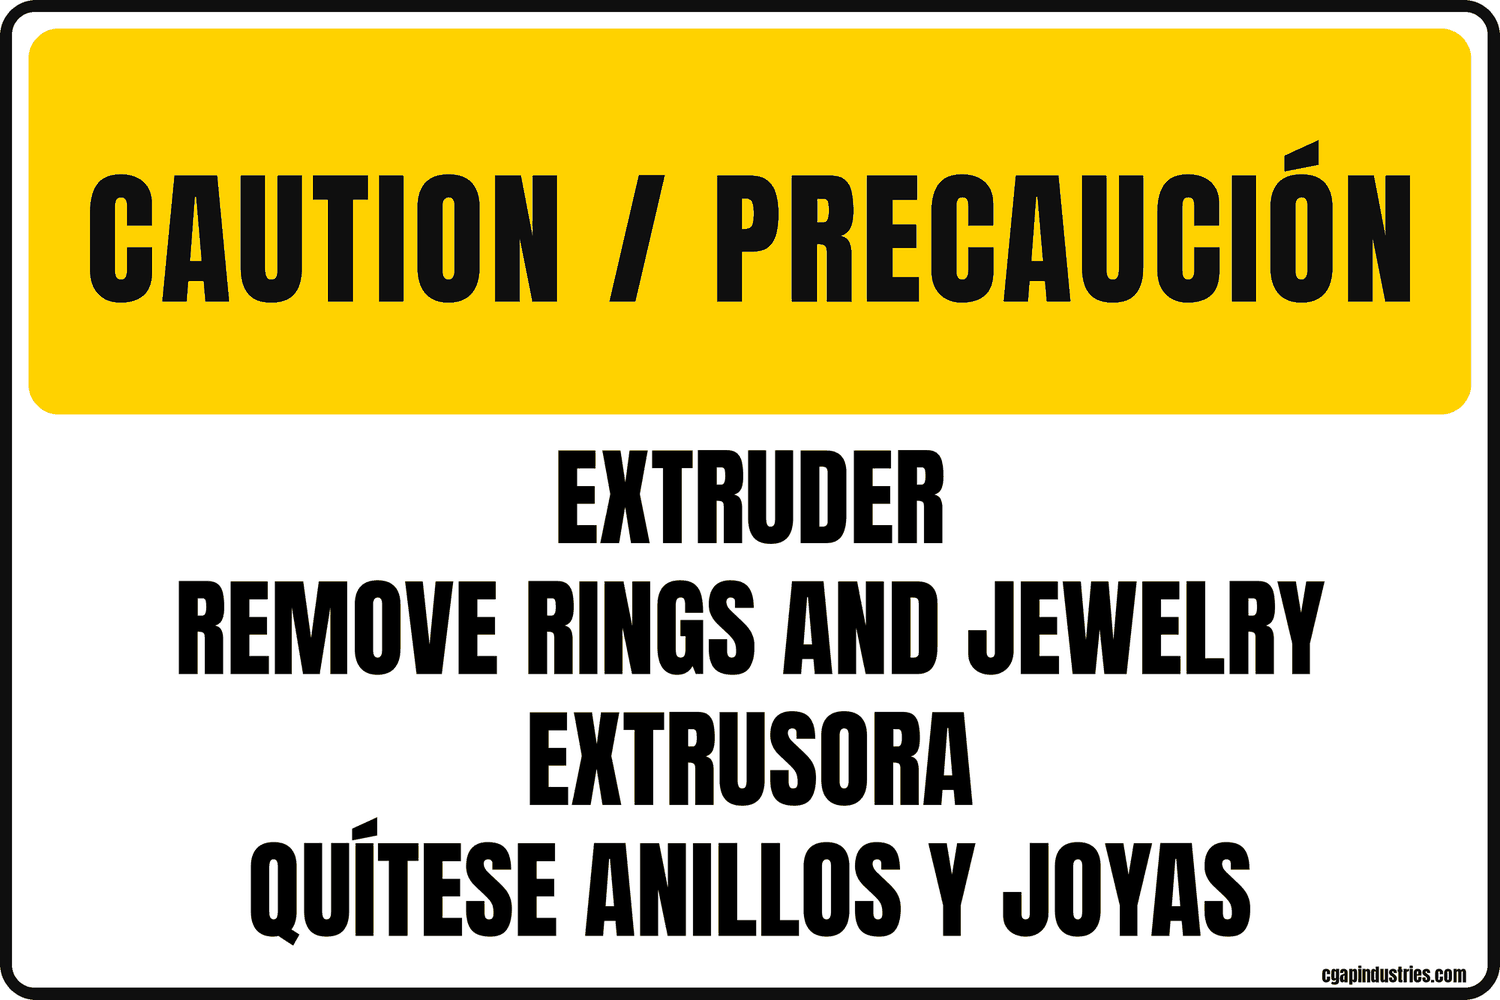 CAUTION / PRECAUCIÓN
EXTRUDER
REMOVE RINGS AND JEWELRY
EXTRUSORA
QUÍTESE ANILLOS Y JOYAS
cgapindustries.com